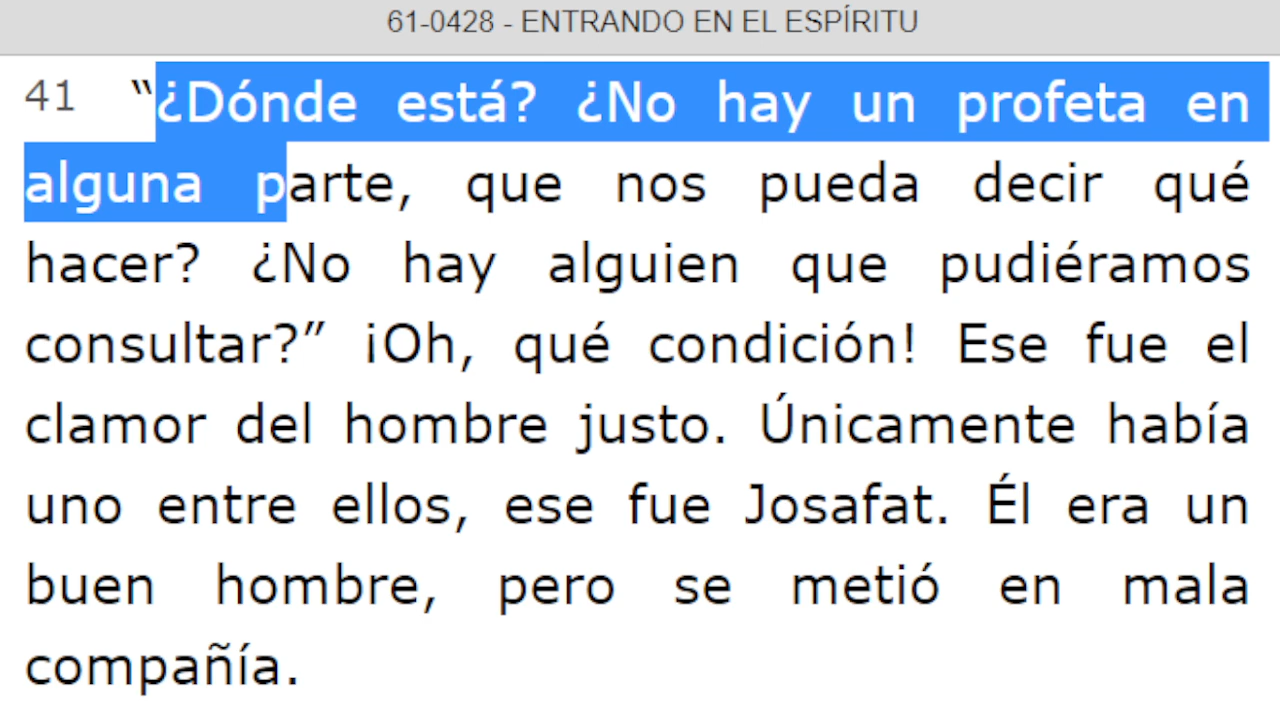 61-0428 - ENTRANDO EN EL ESPÍRITU
41 “¿Dónde está? ¿No hay un profeta en
alguna parte, que nos pueda decir qué
hacer? ¿No hay alguien que pudiéramos
consultar?” ¡Oh, qué condición! Ese fue el
clamor del hombre justo. Únicamente había
uno entre ellos, ese fue Josafat. Él era un
buen hombre, pero se metió en mala
compañía.